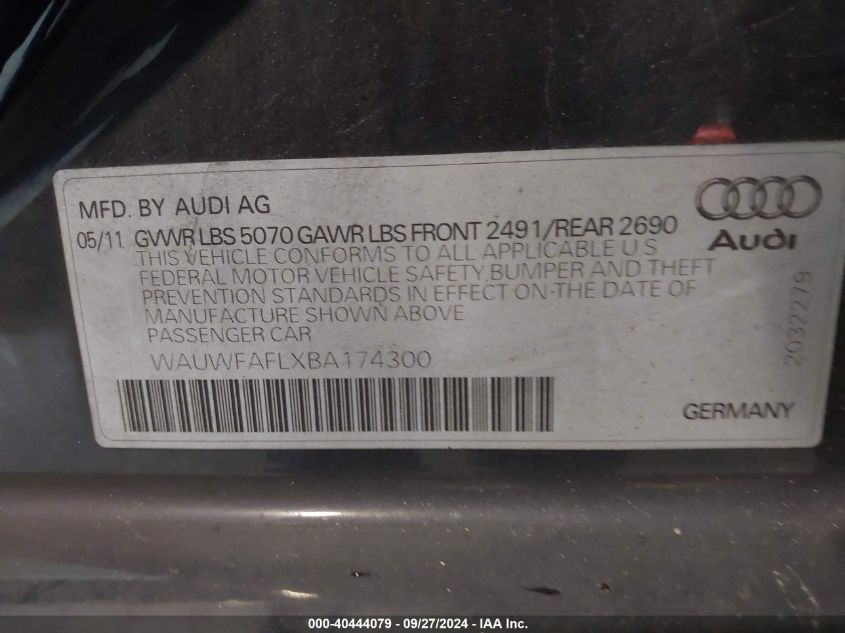 MFD. BY AUDI AG
05/11 GVWR LBS 5070 GAWR LBS FRONT 2491/REAR 2690
THIS VEHICLE CONFORMS TO ALL APPLICABLE U S
FEDERAL MOTOR VEHICLE SAFETY, BUMPER AND THEFT
PREVENTION STANDARDS IN EFFECT ON THE DATE OF
MANUFACTURE SHOWN ABOVE
PASSENGER CAR
WAUWFAFLXBA174300
Audi
2032279
GERMANY
000-40444079 - 09/27/2024 - IAA Inc.